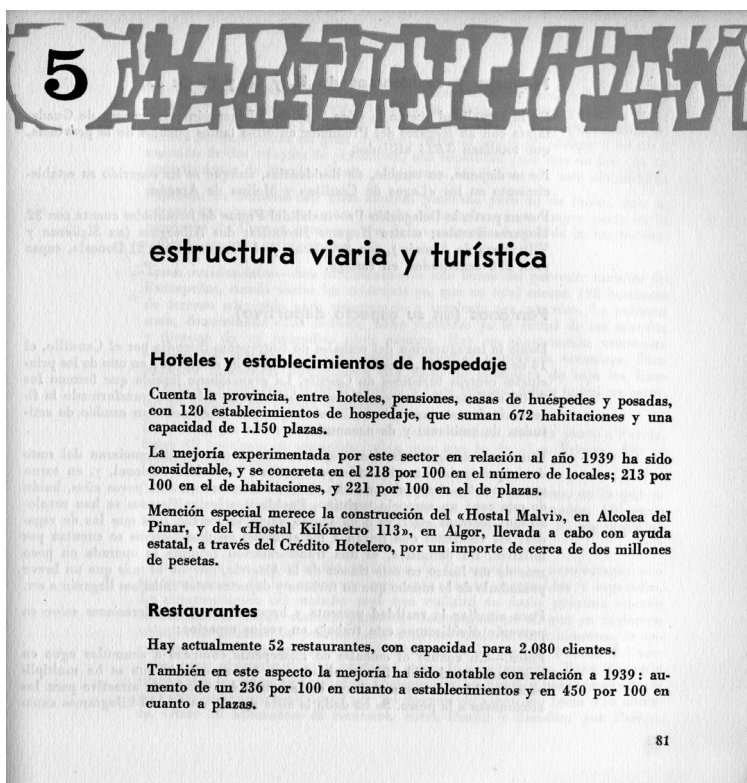 5
estructura viaria y turística
Hoteles y establecimientos de hospedaje
Cuenta la provincia, entre hoteles, pensiones, casas de huéspedes y posadas,
con 120 establecimientos de hospedaje, que suman 672 habitaciones y una
capacidad de 1.150 plazas.
La mejoría experimentada por este sector en relación al año 1939 ha sido
considerable, y se concreta en el 218 por 100 en el número de locales; 213 por
100 en el de habitaciones, y 221 por 100 en el de plazas.
Mención especial merece la construcción del «Hostal Malvi», en Alcolea del
Pinar, y del «Hostal Kilómetro 113», en Algor, llevada a cabo con ayuda
estatal, a través del Crédito Hotelero, por un importe de cerca de dos millones
de pesetas.
Restaurantes
Hay actualmente 52 restaurantes, con capacidad para 2.080 clientes.
También en este aspecto la mejoría ha sido notable con relación a 1939: au-
mento de un 236 por 100 en cuanto a establecimientos y en 450 por 100 en
cuanto a plazas.
81